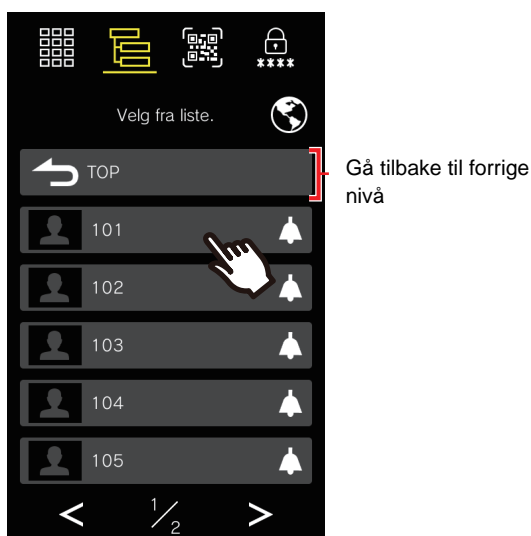 ****
Velg fra liste.
TOP
Gå tilbake til forrige
nivå
101
102
103
104
105
< 1/2 >